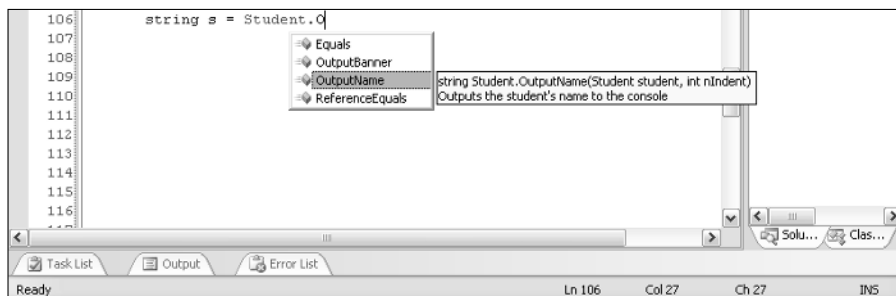 106 string s = Student.O
107
108
109
110
111
112
113
114
115
116
Equals
OutputBanner
OutputName
ReferenceEquals
string Student.OutputName(Student student, int nIndent)
Outputs the student's name to the console
Solu... Clas...
Task List Output Error List
Ready Ln 106 Col 27 Ch 27 INS